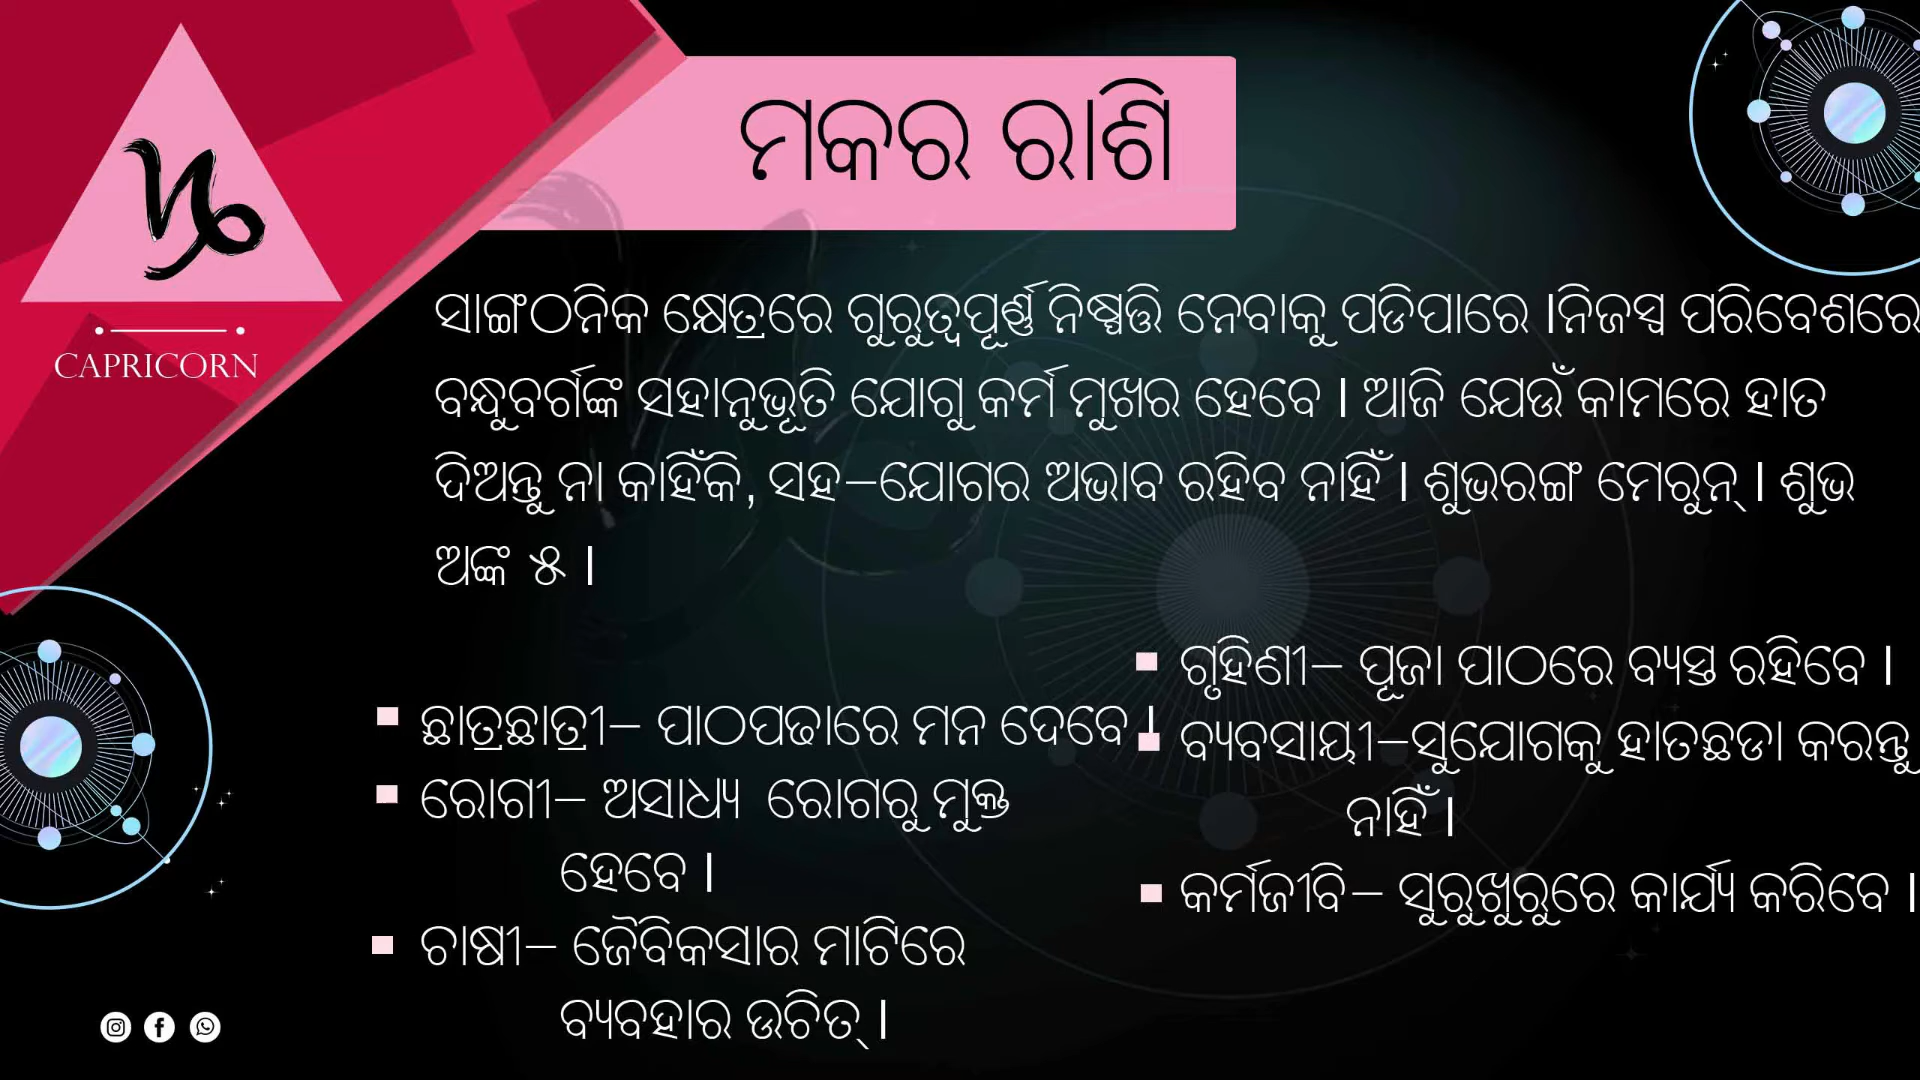 ମକର ରାଶି
CAPRICORN
ସାଙ୍ଗଠନିକ କ୍ଷେତ୍ରରେ ଗୁରୁତ୍ୱପୂର୍ଣ୍ଣ ନିଷ୍ପତ୍ତି ନେବାକୁ ପଡିପାରେ ।ନିଜସ୍ୱ ପରିବେଶରେ
ବନ୍ଧୁବର୍ଗଙ୍କ ସହାନୁଭୂତି ଯୋଗୁ କର୍ମ ମୁଖର ହେବେ । ଆଜି ଯେଉଁ କାମରେ ହାତ
ଦିଅନ୍ତୁ ନା କାହିଁକି, ସହ-ଯୋଗର ଅଭାବ ରହିବ ନାହିଁ । ଶୁଭରଙ୍ଗ ମେରୁନ୍ । ଶୁଭ
ଅଙ୍କ ୫ ।
ଛାତ୍ରଛାତ୍ରୀ- ପାଠପଢାରେ ମନ ଦେବେ ।
ରୋଗୀ- ଅସାଧ୍ୟ ରୋଗରୁ ମୁକ୍ତ
ହେବେ ।
ଚାଷୀ- ଜୈବିକସାର ମାଟିରେ
ବ୍ୟବହାର ଉଚିତ୍ ।
ଗୃହିଣୀ- ପୂଜା ପାଠରେ ବ୍ୟସ୍ତ ରହିବେ ।
ବ୍ୟବସାୟୀ-ସୁଯୋଗକୁ ହାତଛଡା କରନ୍ତୁ
ନାହିଁ ।
କର୍ମଜୀବି- ସୁରୁଖୁରୁରେ କାର୍ଯ୍ୟ କରିବେ ।